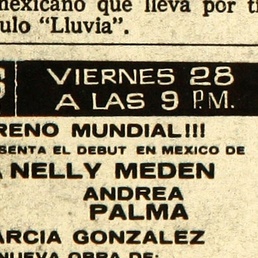 mexicano que lleva por
ulo “Lluvia”.
VIERNES 28
A LAS 9 P.M.
RENO MUNDIAL!!!
SENTA EL DEBUT EN MEXICO DE
NELLY MEDEN
ANDREA
PALMA
ARCIA GONZALEZ
NUEVA OBRA DE: